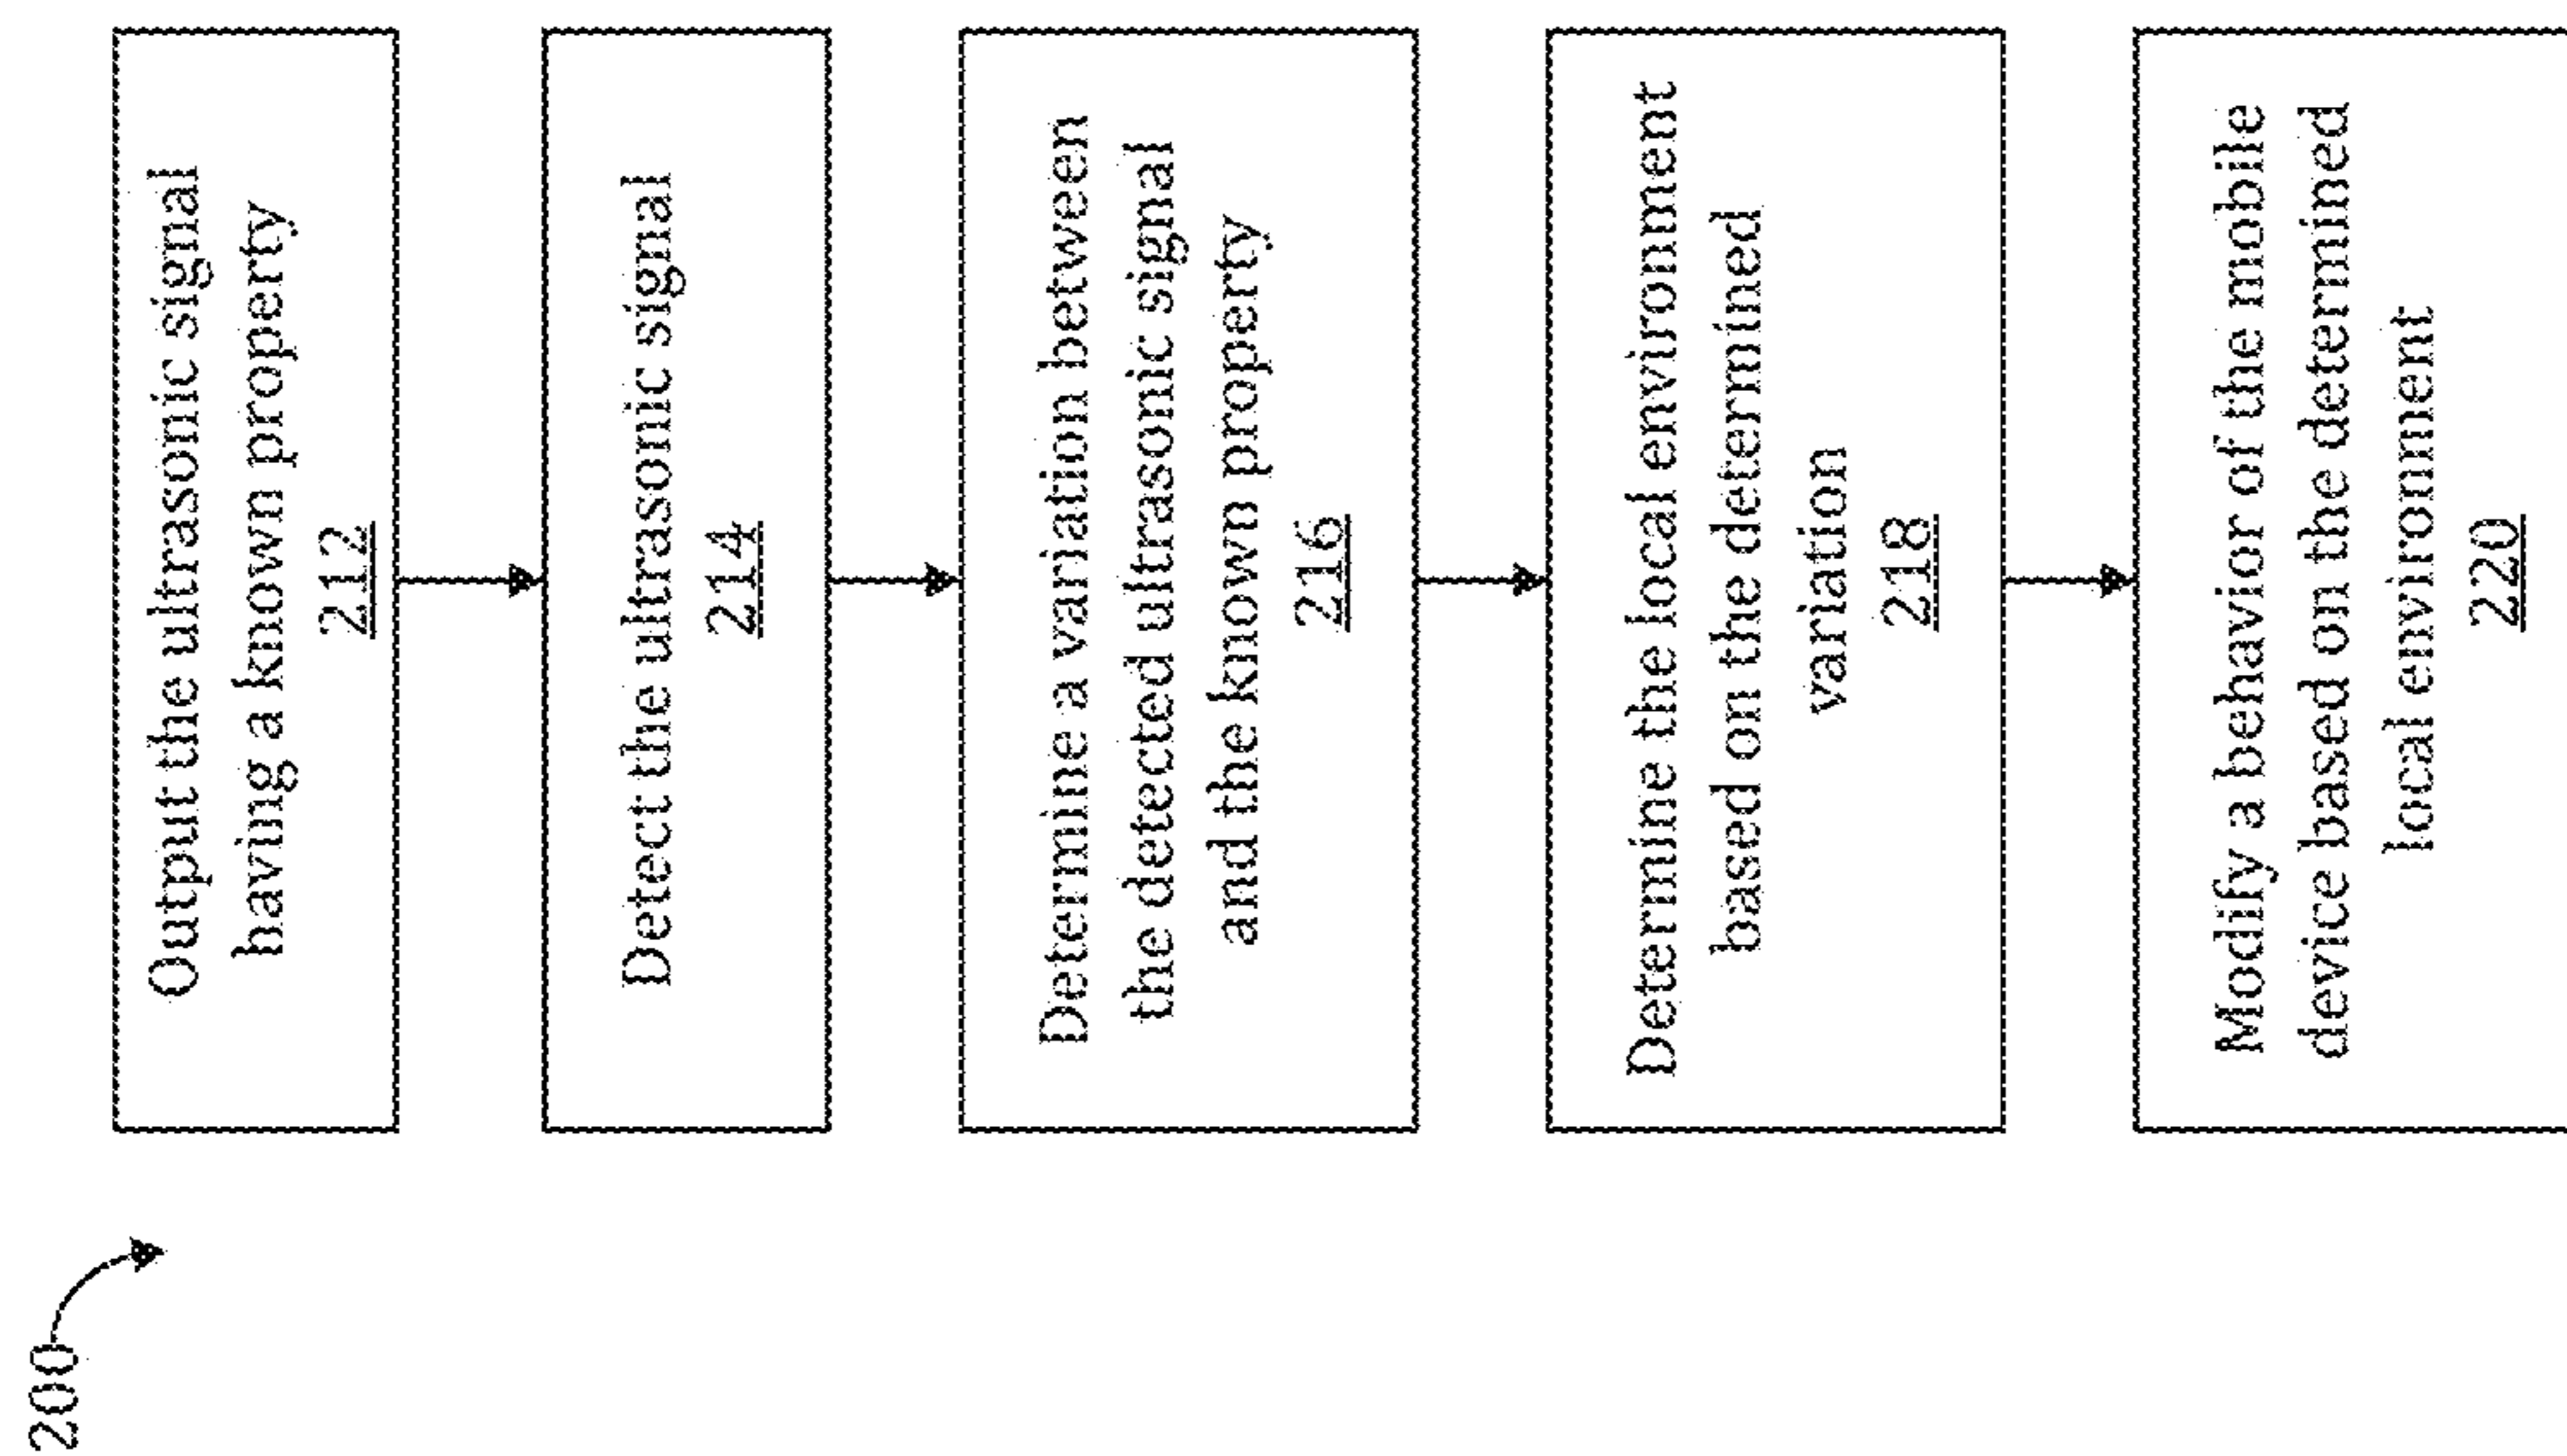 200
Output the ultrasonic signal
having a known property
212
Detect the ultrasonic signal
214
Determine a variation between
the detected ultrasonic signal
and the known property
216
Determine the local environment
based on the determined
variation
218
Modify a behavior of the mobile
device based on the determined
local environment
220